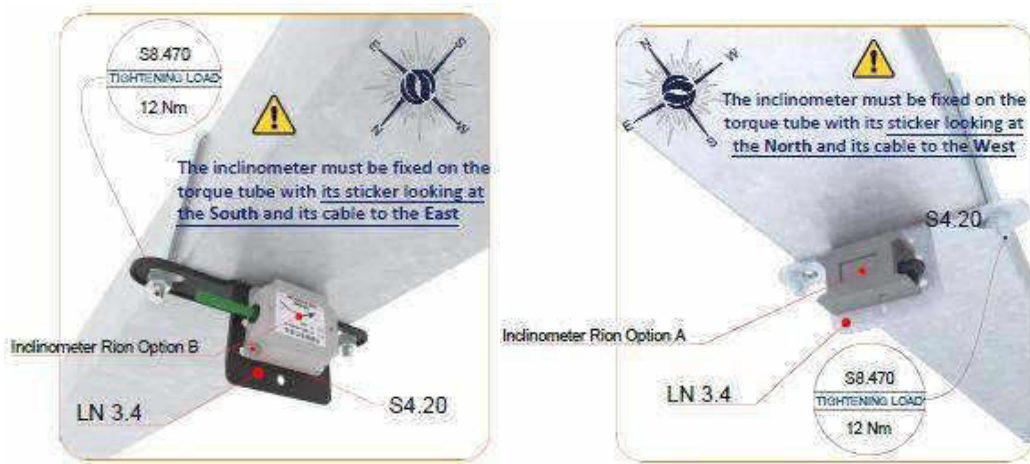 S8.470
TIGHTENING LOAD
12 Nm
E
S
N
W
The inclinometer must be fixed on the
torque tube with its sticker looking at
the South and its cable to the East
Inclinometer Rion Option B
LN 3.4
S4.20
N
W
E
S
The inclinometer must be fixed on the
torque tube with its sticker looking at
the North and its cable to the West
S4.20
Inclinometer Rion Option A
LN 3.4
S8.470
TIGHTENING LOAD
12 Nm